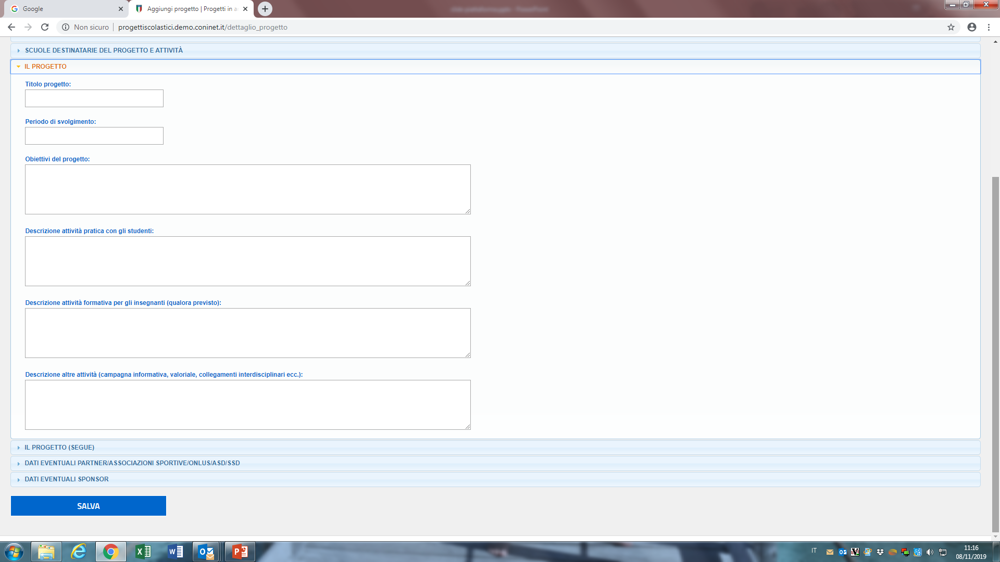 Google
Aggiungi progetto | Progetti in a
Non sicuro
progettiscolastici.demo.coninet.it/dettaglio_progetto
SCUOLE DESTINATARIE DEL PROGETTO E ATTIVITÀ
IL PROGETTO
Titolo progetto:
Periodo di svolgimento:
Obiettivi del progetto:
Descrizione attività pratica con gli studenti:
Descrizione attività formativa per gli insegnanti (qualora previsto):
Descrizione altre attività (campagna informativa, valoriale, collegamenti interdisciplinari ecc.):
IL PROGETTO (SEGUE)
DATI EVENTUALI PARTNER/ASSOCIAZIONI SPORTIVE/ONLUS/ASD/SSD
DATI EVENTUALI SPONSOR
SALVA
IT
11:16
08/11/2019